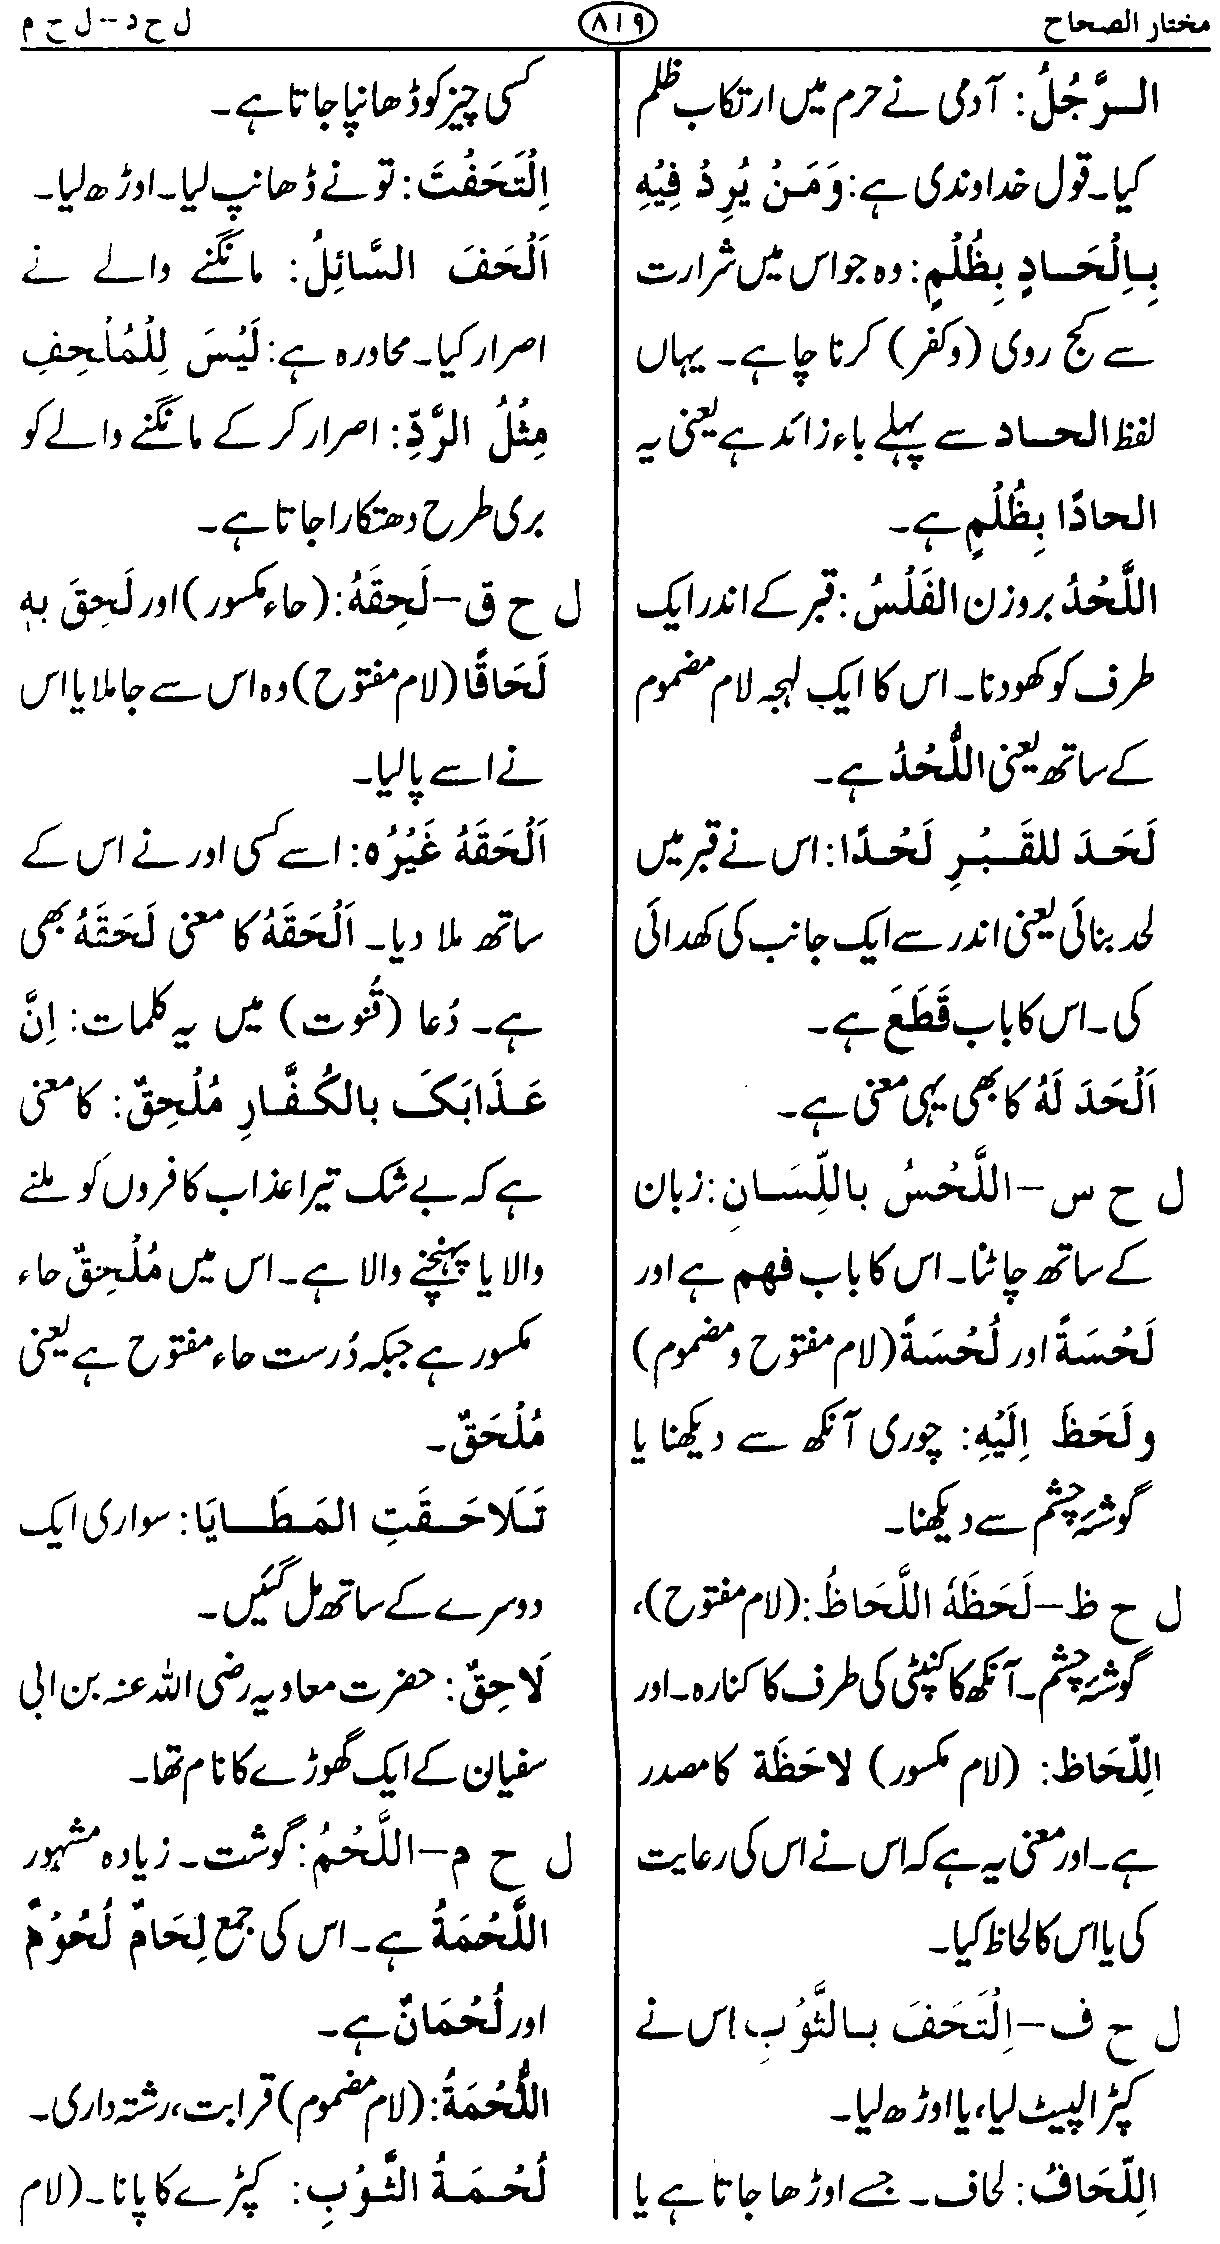 مختار الصحاح
۸۱۹
ل ح د – ل ح م
الرَّجُلُ: آدمی نے حرم میں ارتکاب ظلم
کیا۔ قول خداوندی ہے: وَمَنْ يُرِدْ فِيْهِ
بِاِلْحَادٍ بِظُلْمٍ: وہ جو اس میں شرارت
سے کج روی (وکفر) کرنا چاہے۔ یہاں
لفظ الحاد سے پہلے باء زائد ہے یعنی یہ
الحادًا بِظُلْمٍ ہے۔
اللَّحْدُ بروزن الفَلْسُ: قبر کے اندر ایک
طرف کو کھودنا۔ اس کا ایک لہجہ لام مضموم
کے ساتھ یعنی اللُّحْدُ ہے۔
لَحَدَ للقَبْرِ لَحْدًا: اس نے قبر میں
لحد بنائی یعنی اندر سے ایک جانب کی کھدائی
کی۔ اس کا باب قَطَعَ ہے۔
اَلْحَدَ لَهُ کا بھی یہی معنی ہے۔
ل ح س – اللَّحْسُ باللِّسَانِ: زبان
کے ساتھ چاٹنا۔ اس کا باب فهم ہے اور
لَحْسَةً اور لُحْسَةً (لام مفتوح و مضموم)
ولَحَظَ اِلَيْهِ: چوری آنکھ سے دیکھنا یا
گوشۂ چشم سے دیکھنا۔
ل ح ظ – لَحَظَهُ اللَّحَاظُ: (لام مفتوح)،
گوشۂ چشم۔ آنکھ کا کنپٹی کی طرف کا کنارہ۔ اور
اللِّحَاظ: (لام مکسور) لاحَظَة کا مصدر
ہے۔ اور معنی یہ ہے کہ اس نے اس کی رعایت
کی یا اس کا لحاظ کیا۔
ل ح ف – اِلْتَحَفَ بالثَّوْبِ اس نے
کپڑا لپیٹ لیا، یا اوڑھ لیا۔
اللِّحَافُ: لحاف۔ جسے اوڑھا جاتا ہے یا
کسی چیز کو ڈھانپا جاتا ہے۔
اِلْتَحَفْتَ: تو نے ڈھانپ لیا۔ اوڑھ لیا۔
اَلْحَفَ السَّائِلُ: مانگنے والے نے
اصرار کیا۔ محاورہ ہے: لَيْسَ لِلْمُلْحِفِ
مِثْلُ الرَّدِّ: اصرار کر کے مانگنے والے کو
بری طرح دھتکارا جاتا ہے۔
ل ح ق – لَحِقَهُ: (حاء مکسور) اور لَحِقَ بهٖ
لَحَاقًا (لام مفتوح) وہ اس سے جا ملا یا اس
نے اسے پالیا۔
اَلْحَقَهُ غَيْرُه: اسے کسی اور نے اس کے
ساتھ ملا دیا۔ اَلْحَقَهُ کا معنی لَحَقَهُ بھی
ہے۔ دُعا (قُنوت) میں یہ کلمات: اِنَّ
عَذَابَكَ بالكُفَّارِ مُلْحِقٌ: کا معنی
ہے کہ بے شک تیرا عذاب کافروں کو ملنے
والا یا پہنچنے والا ہے۔ اس میں مُلْحِقٌ حاء
مکسور ہے جبکہ دُرست حاء مفتوح ہے یعنی
مُلْحَقٌ۔
تَلاحَقَتِ المَطَايَا: سواری ایک
دوسرے کے ساتھ مل گئیں۔
لَاحِقٌ: حضرت معاویہ رضی اللہ عنہ بن ابی
سفیان کے ایک گھوڑے کا نام تھا۔
ل ح م – اللَّحْمُ: گوشت۔ زیادہ مشہور
اللَّحْمَةُ ہے۔ اس کی جمع لِحَامٌ لُحُوْمٌ
اور لُحْمَانٌ ہے۔
اللُّحْمَةُ: (لام مضموم) قرابت، رشتہ داری۔
لُحْمَةُ الثَّوْبِ: کپڑے کا پانا۔ (لام